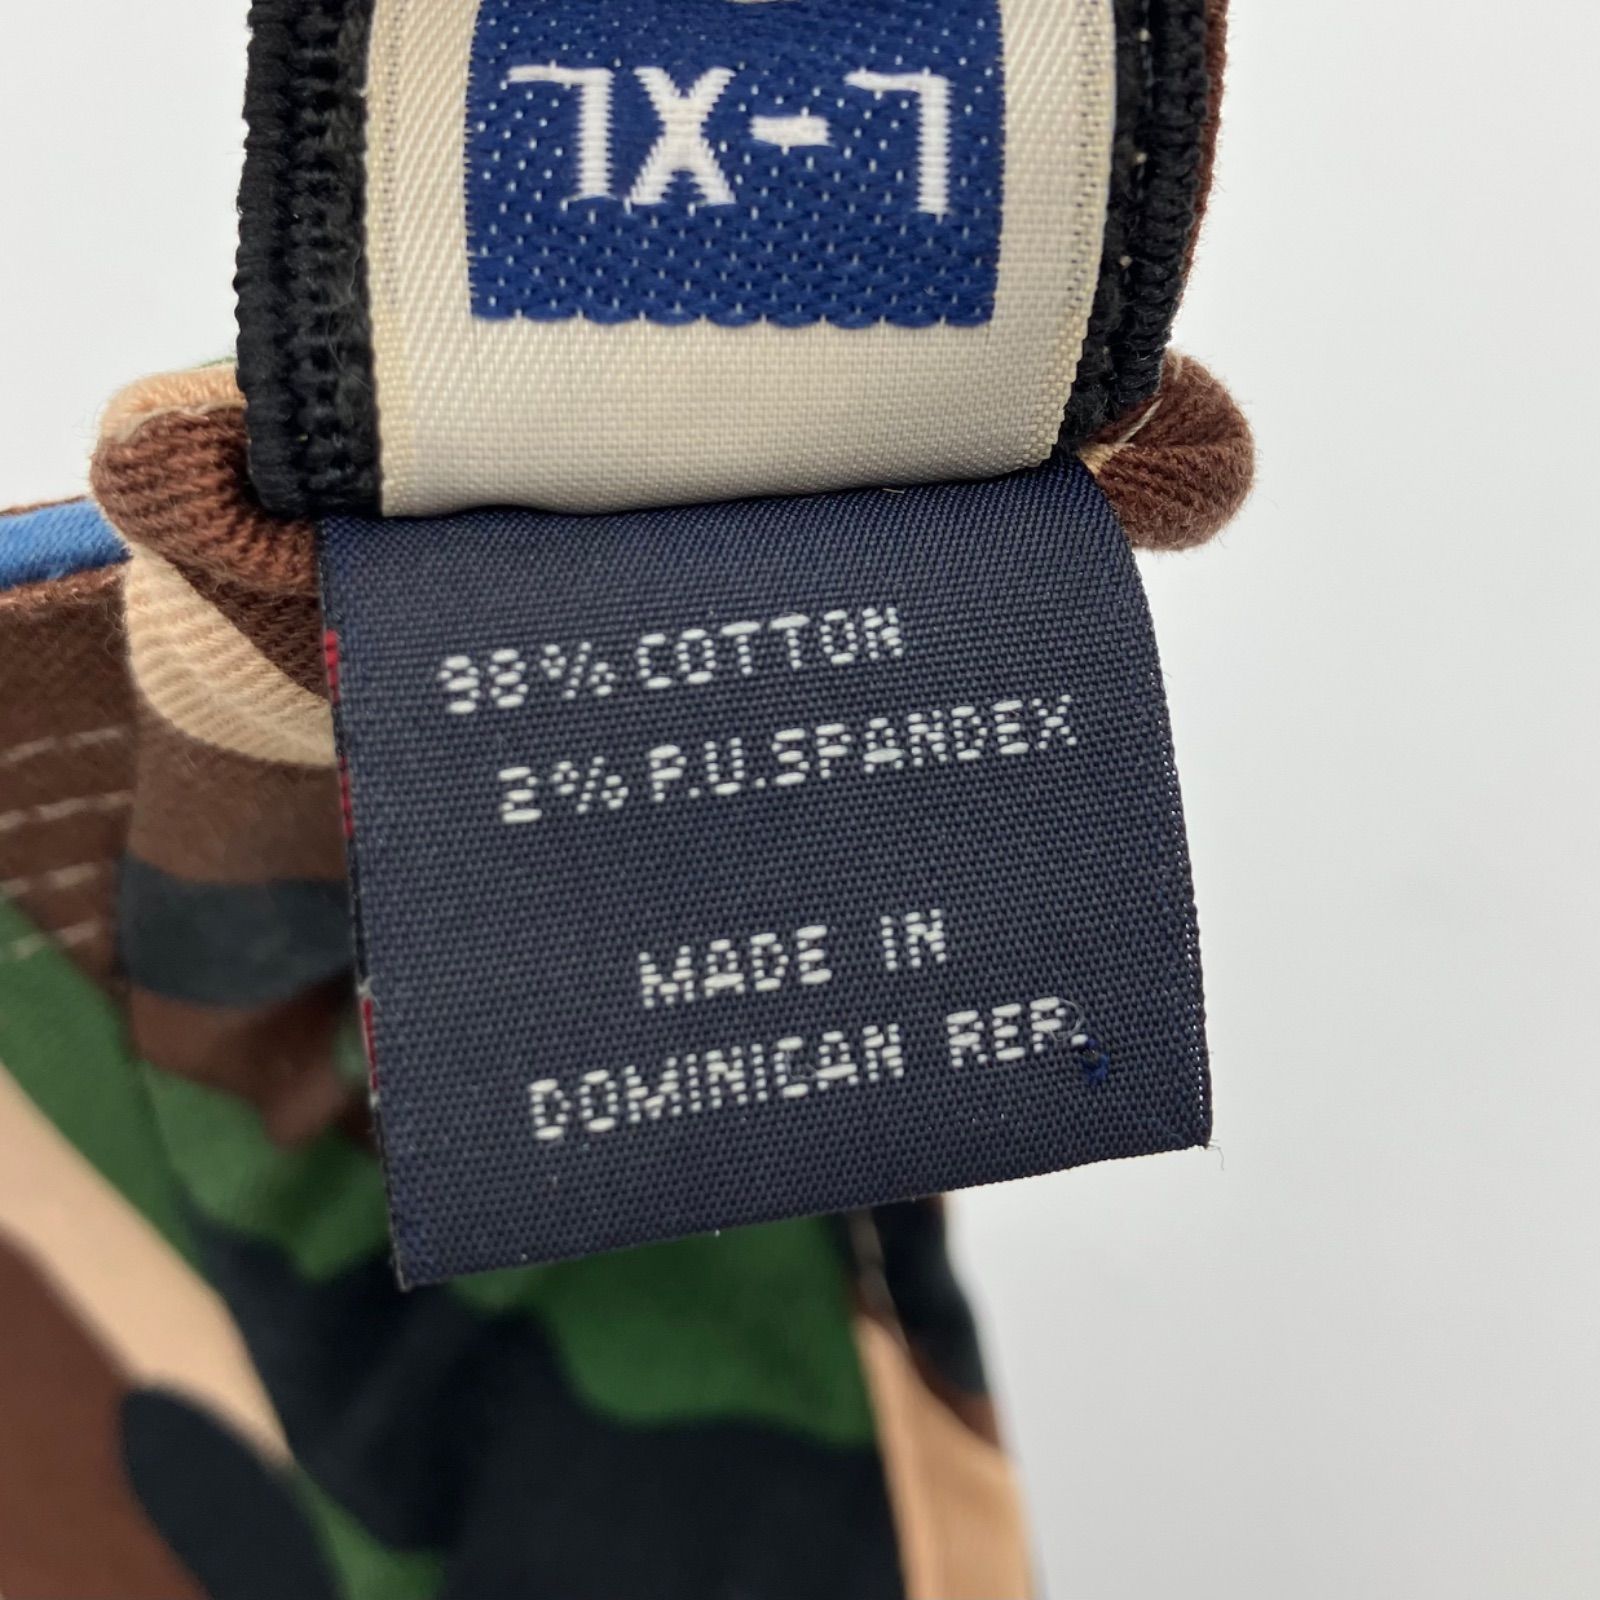 L-XL
98% COTTON
2% P.U.SPANDEX
MADE IN
DOMINICAN REP.